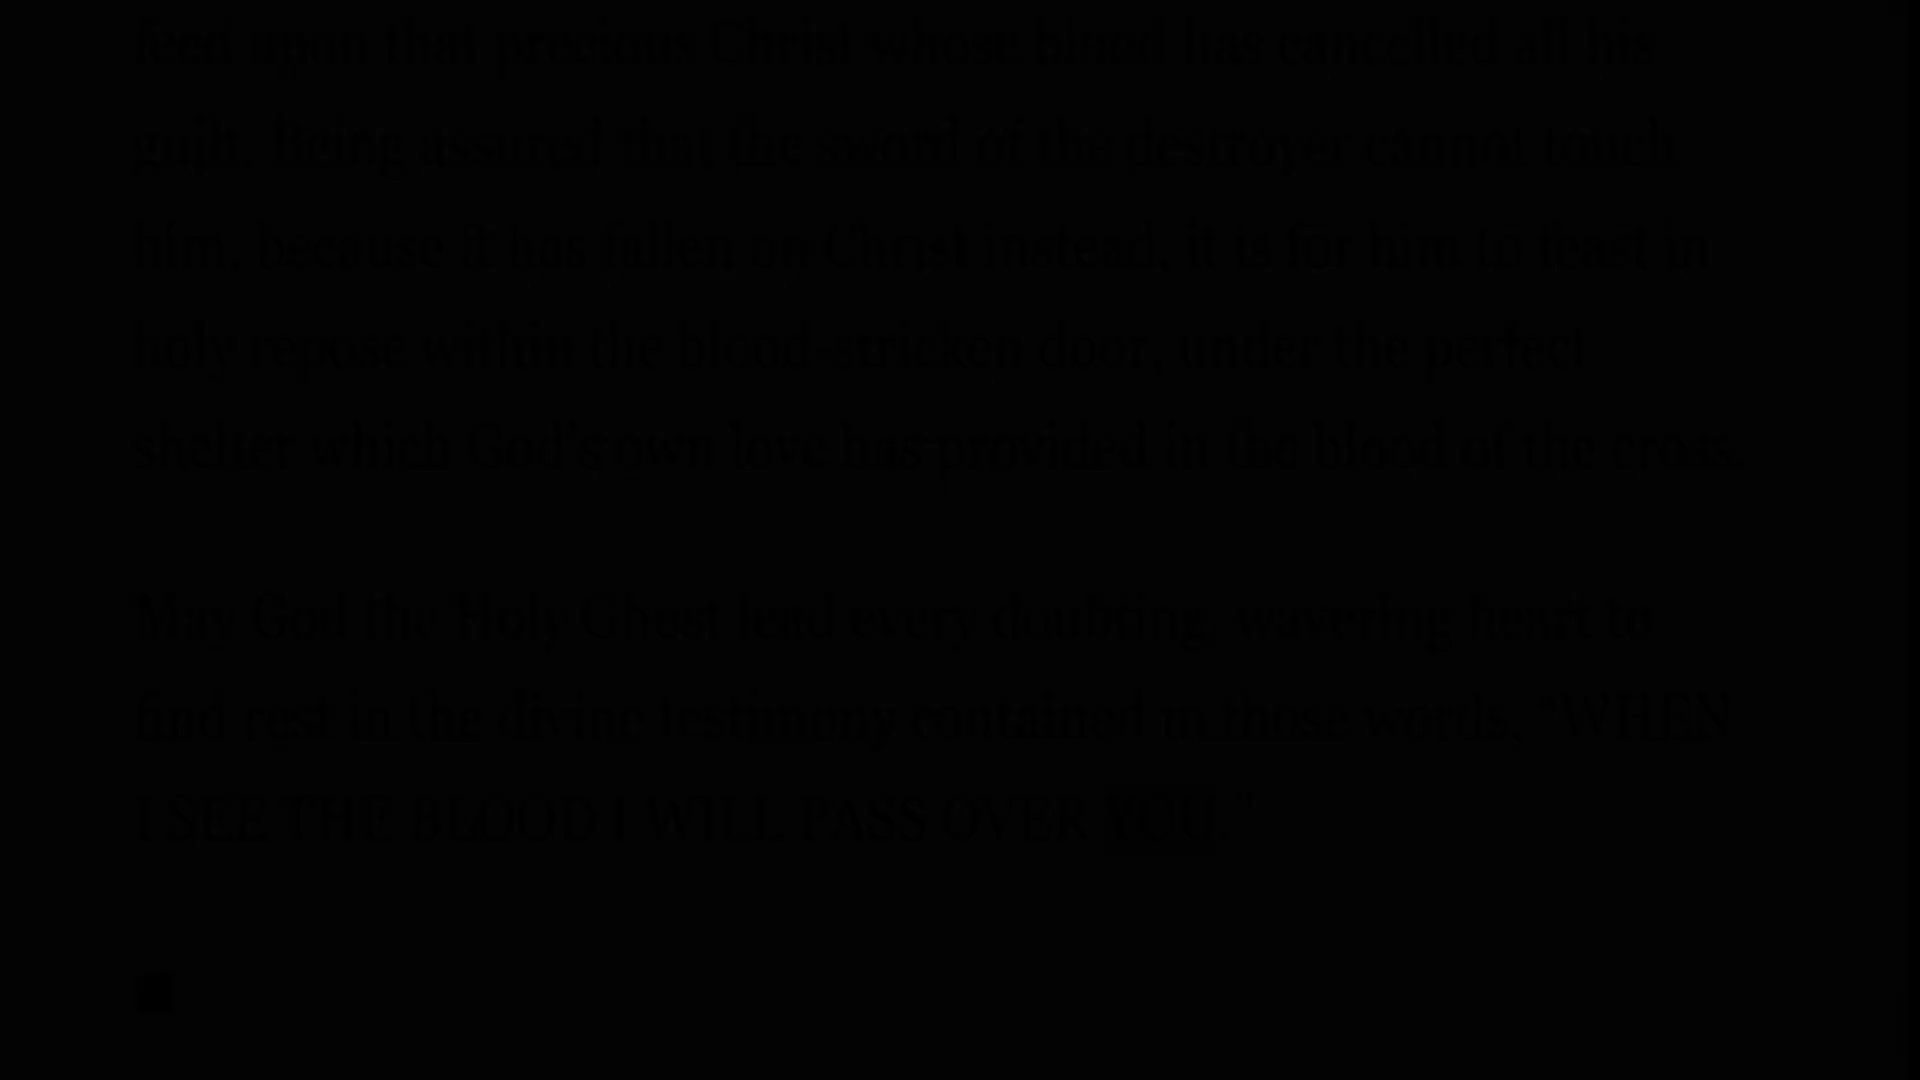 feed upon that precious Christ whose blood has cancelled all his
guilt. Being assured that the sword of the destroyer cannot touch
him, because it has fallen on Christ instead, it is for him to feast in
holy repose within the blood-stricken door, under the perfect
shelter which God's own love has provided in the blood of the cross.
May God the Holy Ghost lead every doubting, wavering heart to
find rest in the divine testimony contained in those words, “WHEN
I SEE THE BLOOD I WILL PASS OVER YOU.”